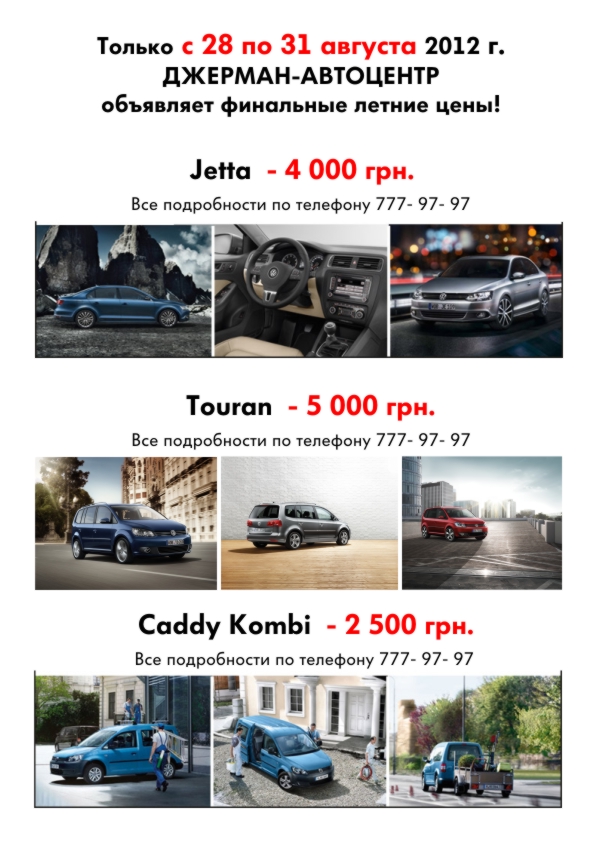 Только с 28 по 31 августа 2012 г.
ДЖЕРМАН-АВТОЦЕНТР
объявляет финальные летние цены!
Jetta - 4 000 грн.
Все подробности по телефону 777- 97- 97
Touran - 5 000 грн.
Все подробности по телефону 777- 97- 97
Caddy Kombi - 2 500 грн.
Все подробности по телефону 777- 97- 97